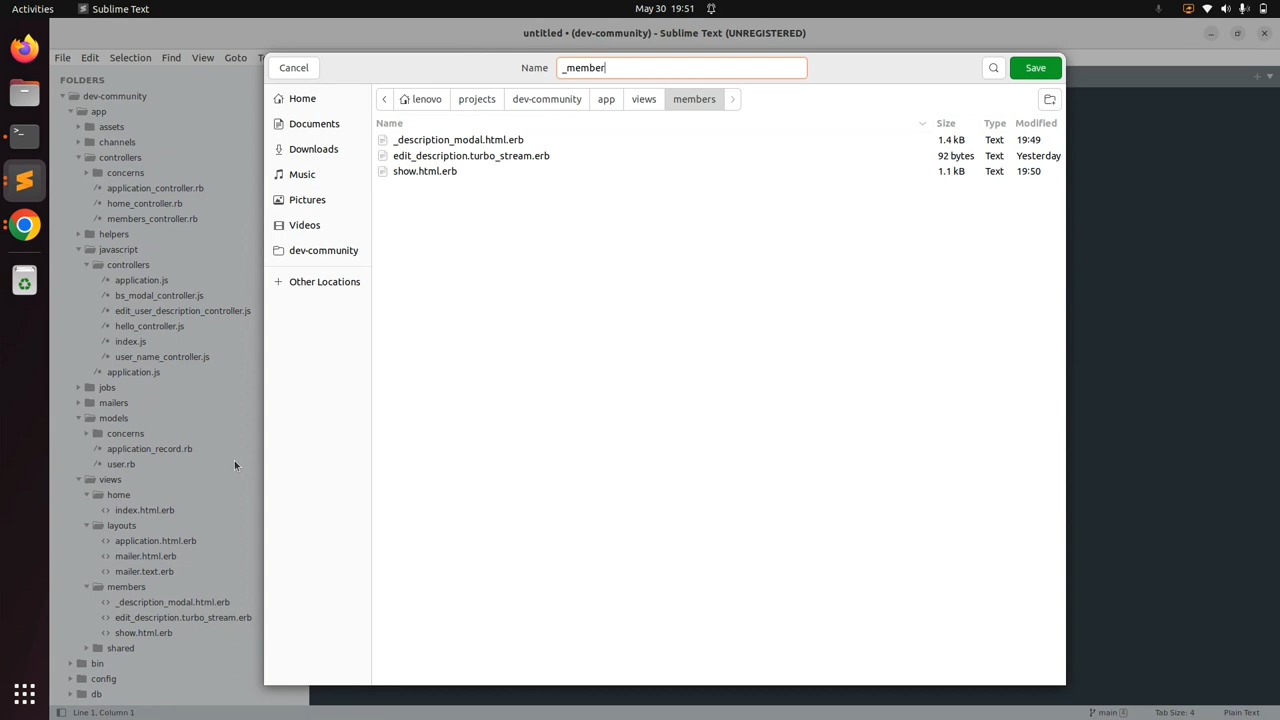 Activities
Sublime Text
May 30 19:51
untitled • (dev-community) - Sublime Text (UNREGISTERED)
File Edit Selection Find View Goto
Cancel
Name
_member
Save
FOLDERS
dev-community
app
assets
channels
controllers
concerns
application_controller.rb
home_controller.rb
members_controller.rb
helpers
javascript
controllers
application.js
bs_modal_controller.js
edit_user_description_controller.js
hello_controller.js
index.js
user_name_controller.js
application.js
jobs
mailers
models
concerns
application_record.rb
user.rb
views
home
index.html.erb
layouts
application.html.erb
mailer.html.erb
mailer.text.erb
members
_description_modal.html.erb
edit_description.turbo_stream.erb
show.html.erb
shared
bin
config
db
Home
Documents
Downloads
Music
Pictures
Videos
dev-community
Other Locations
lenovo projects dev-community app views members
Name Size Type Modified
_description_modal.html.erb 1.4 kB Text 19:49
edit_description.turbo_stream.erb 92 bytes Text Yesterday
show.html.erb 1.1 kB Text 19:50
Line 1, Column 1
main 4
Tab Size: 4
Plain Text